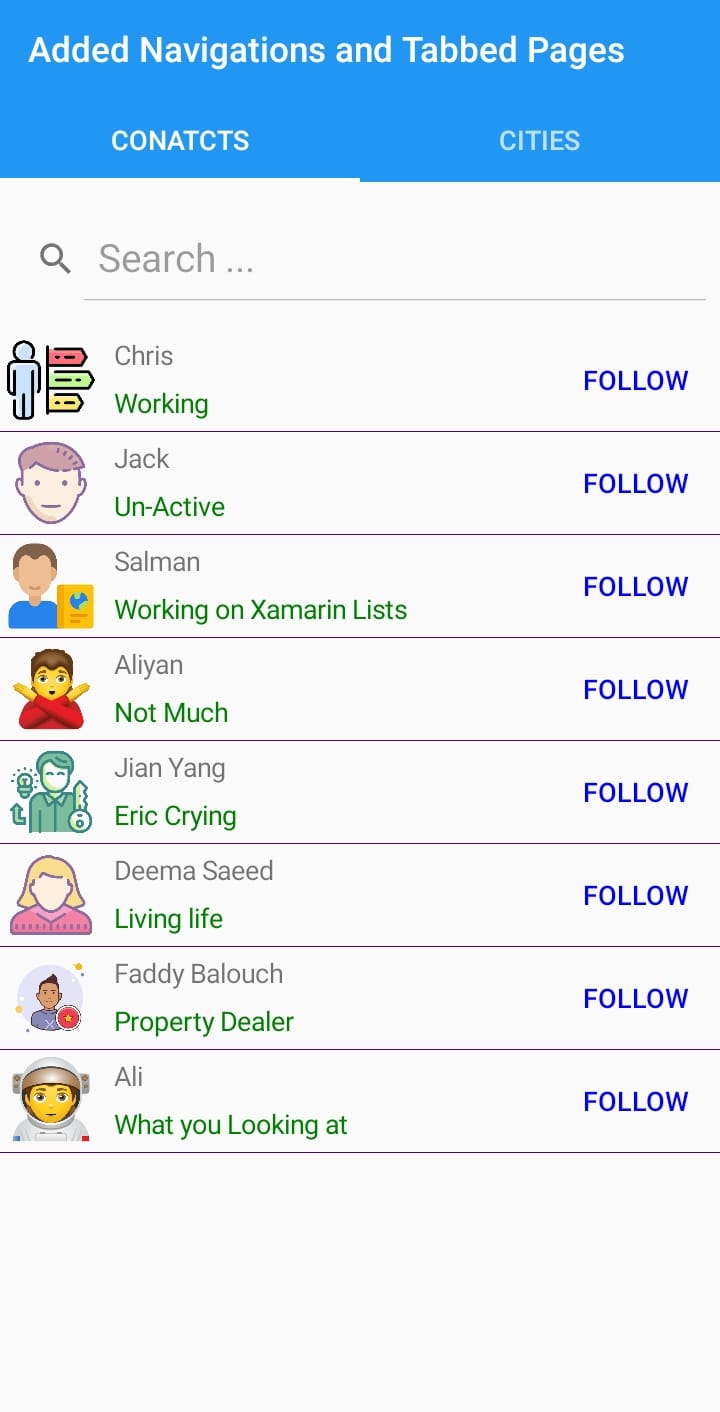 Added Navigations and Tabbed Pages
CONATCTS CITIES
Search ...
Chris
Working
FOLLOW
Jack
Un-Active
FOLLOW
Salman
Working on Xamarin Lists
FOLLOW
Aliyan
Not Much
FOLLOW
Jian Yang
Eric Crying
FOLLOW
Deema Saeed
Living life
FOLLOW
Faddy Balouch
Property Dealer
FOLLOW
Ali
What you Looking at
FOLLOW